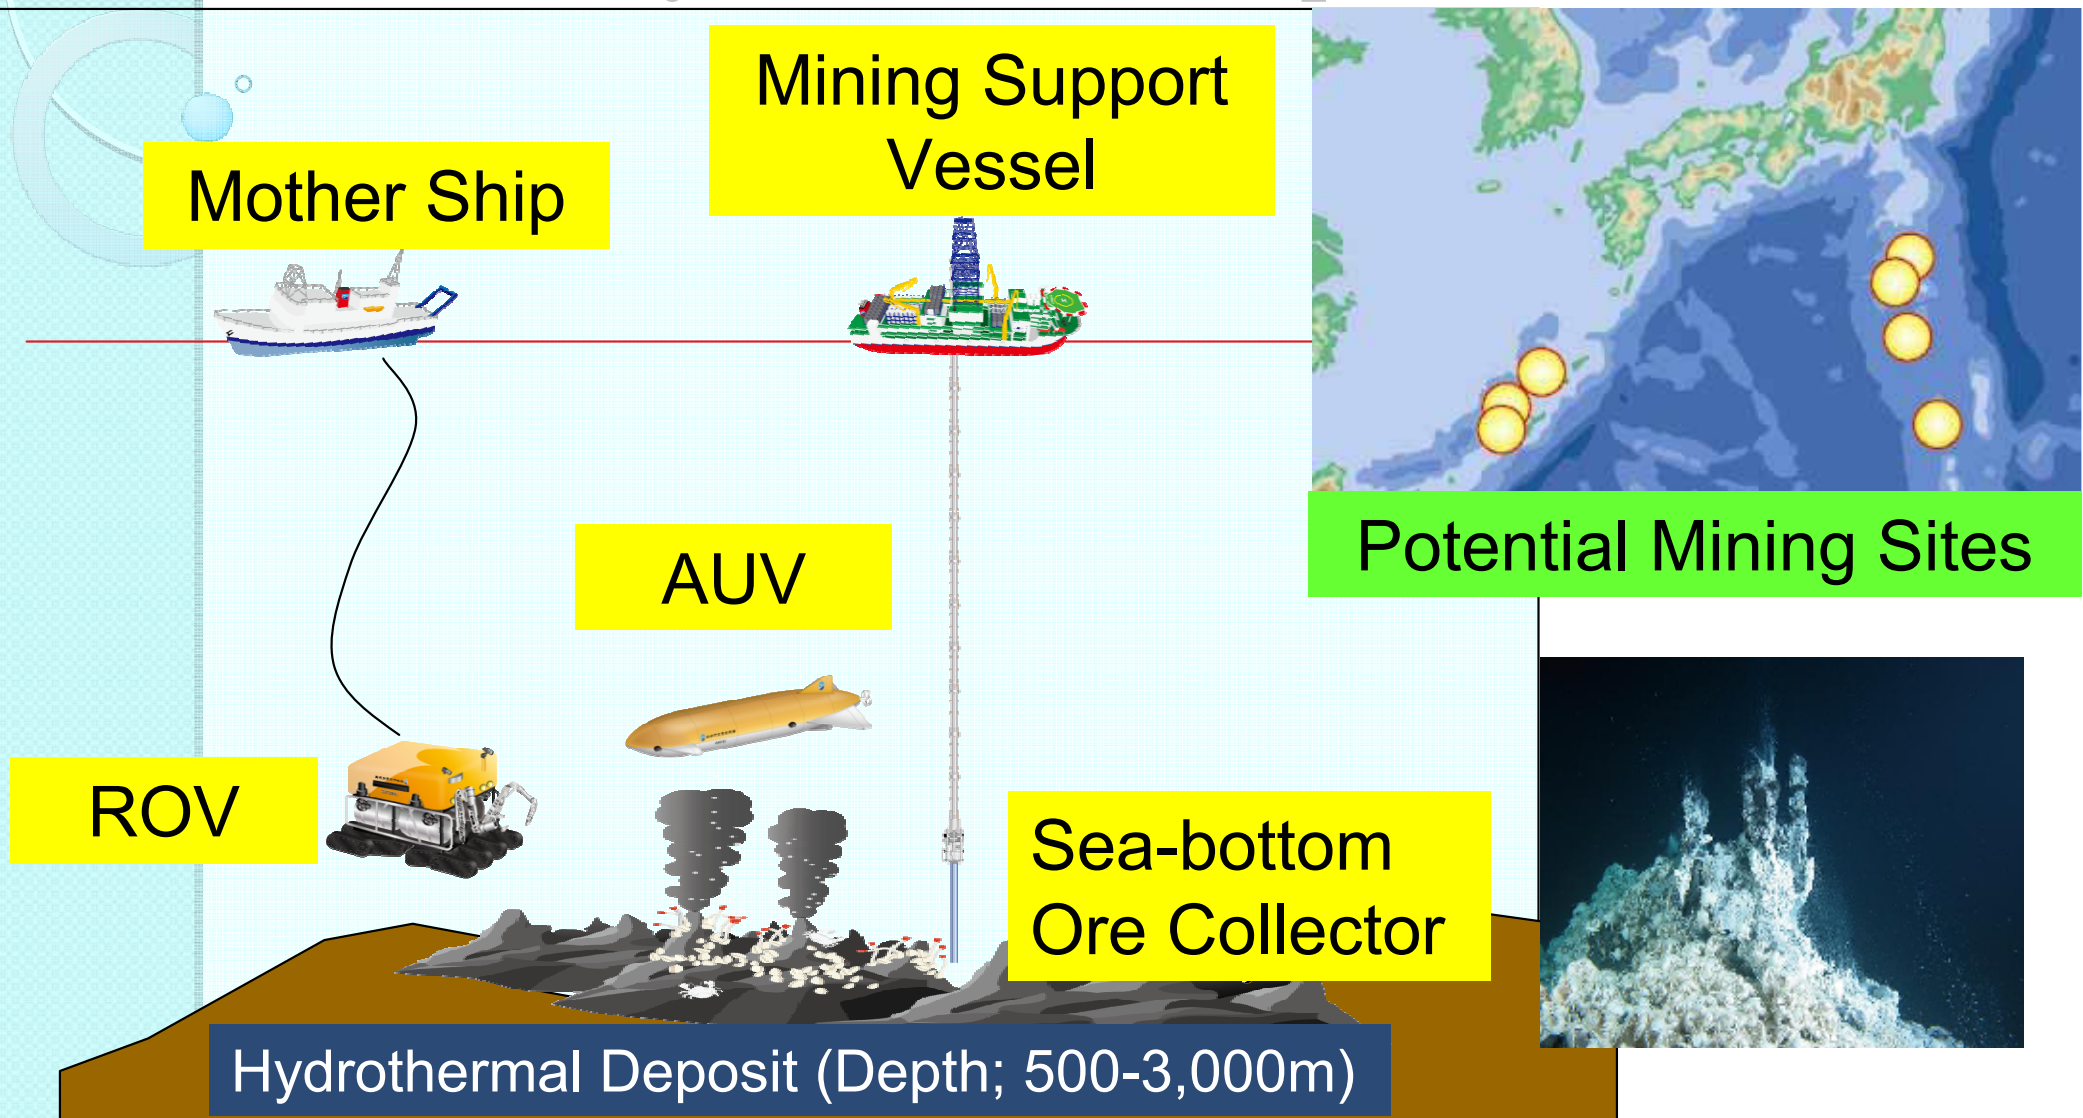 Mining Support
Vessel
Mother Ship
Potential Mining Sites
AUV
ROV
Sea-bottom
Ore Collector
Hydrothermal Deposit (Depth; 500-3,000m)